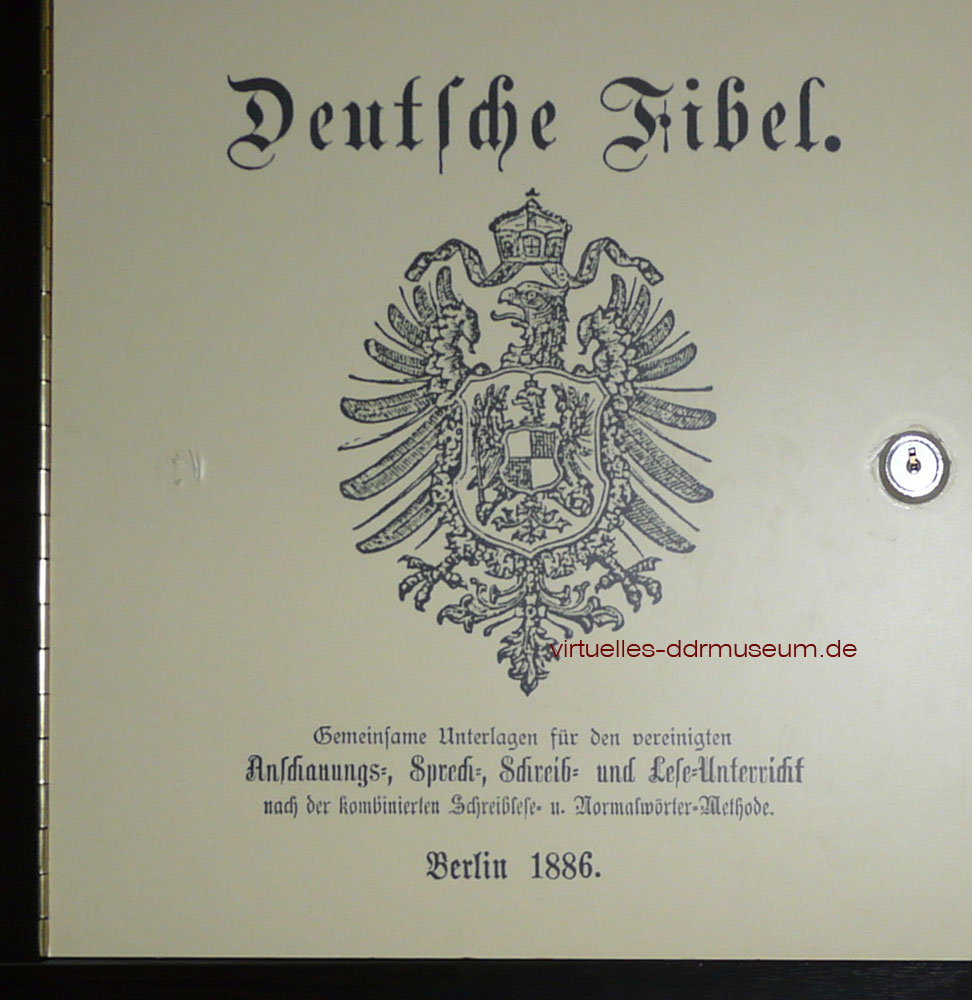 Deutſche Fibel.
virtuelles-ddrmuseum.de
Gemeinſame Unterlagen für den vereinigten
Anſchauungs-, Sprech-, Schreib- und Leſe-Unterricht
nach der kombinierten Schreibleſe- u. Normalwörter-Methode.
Berlin 1886.